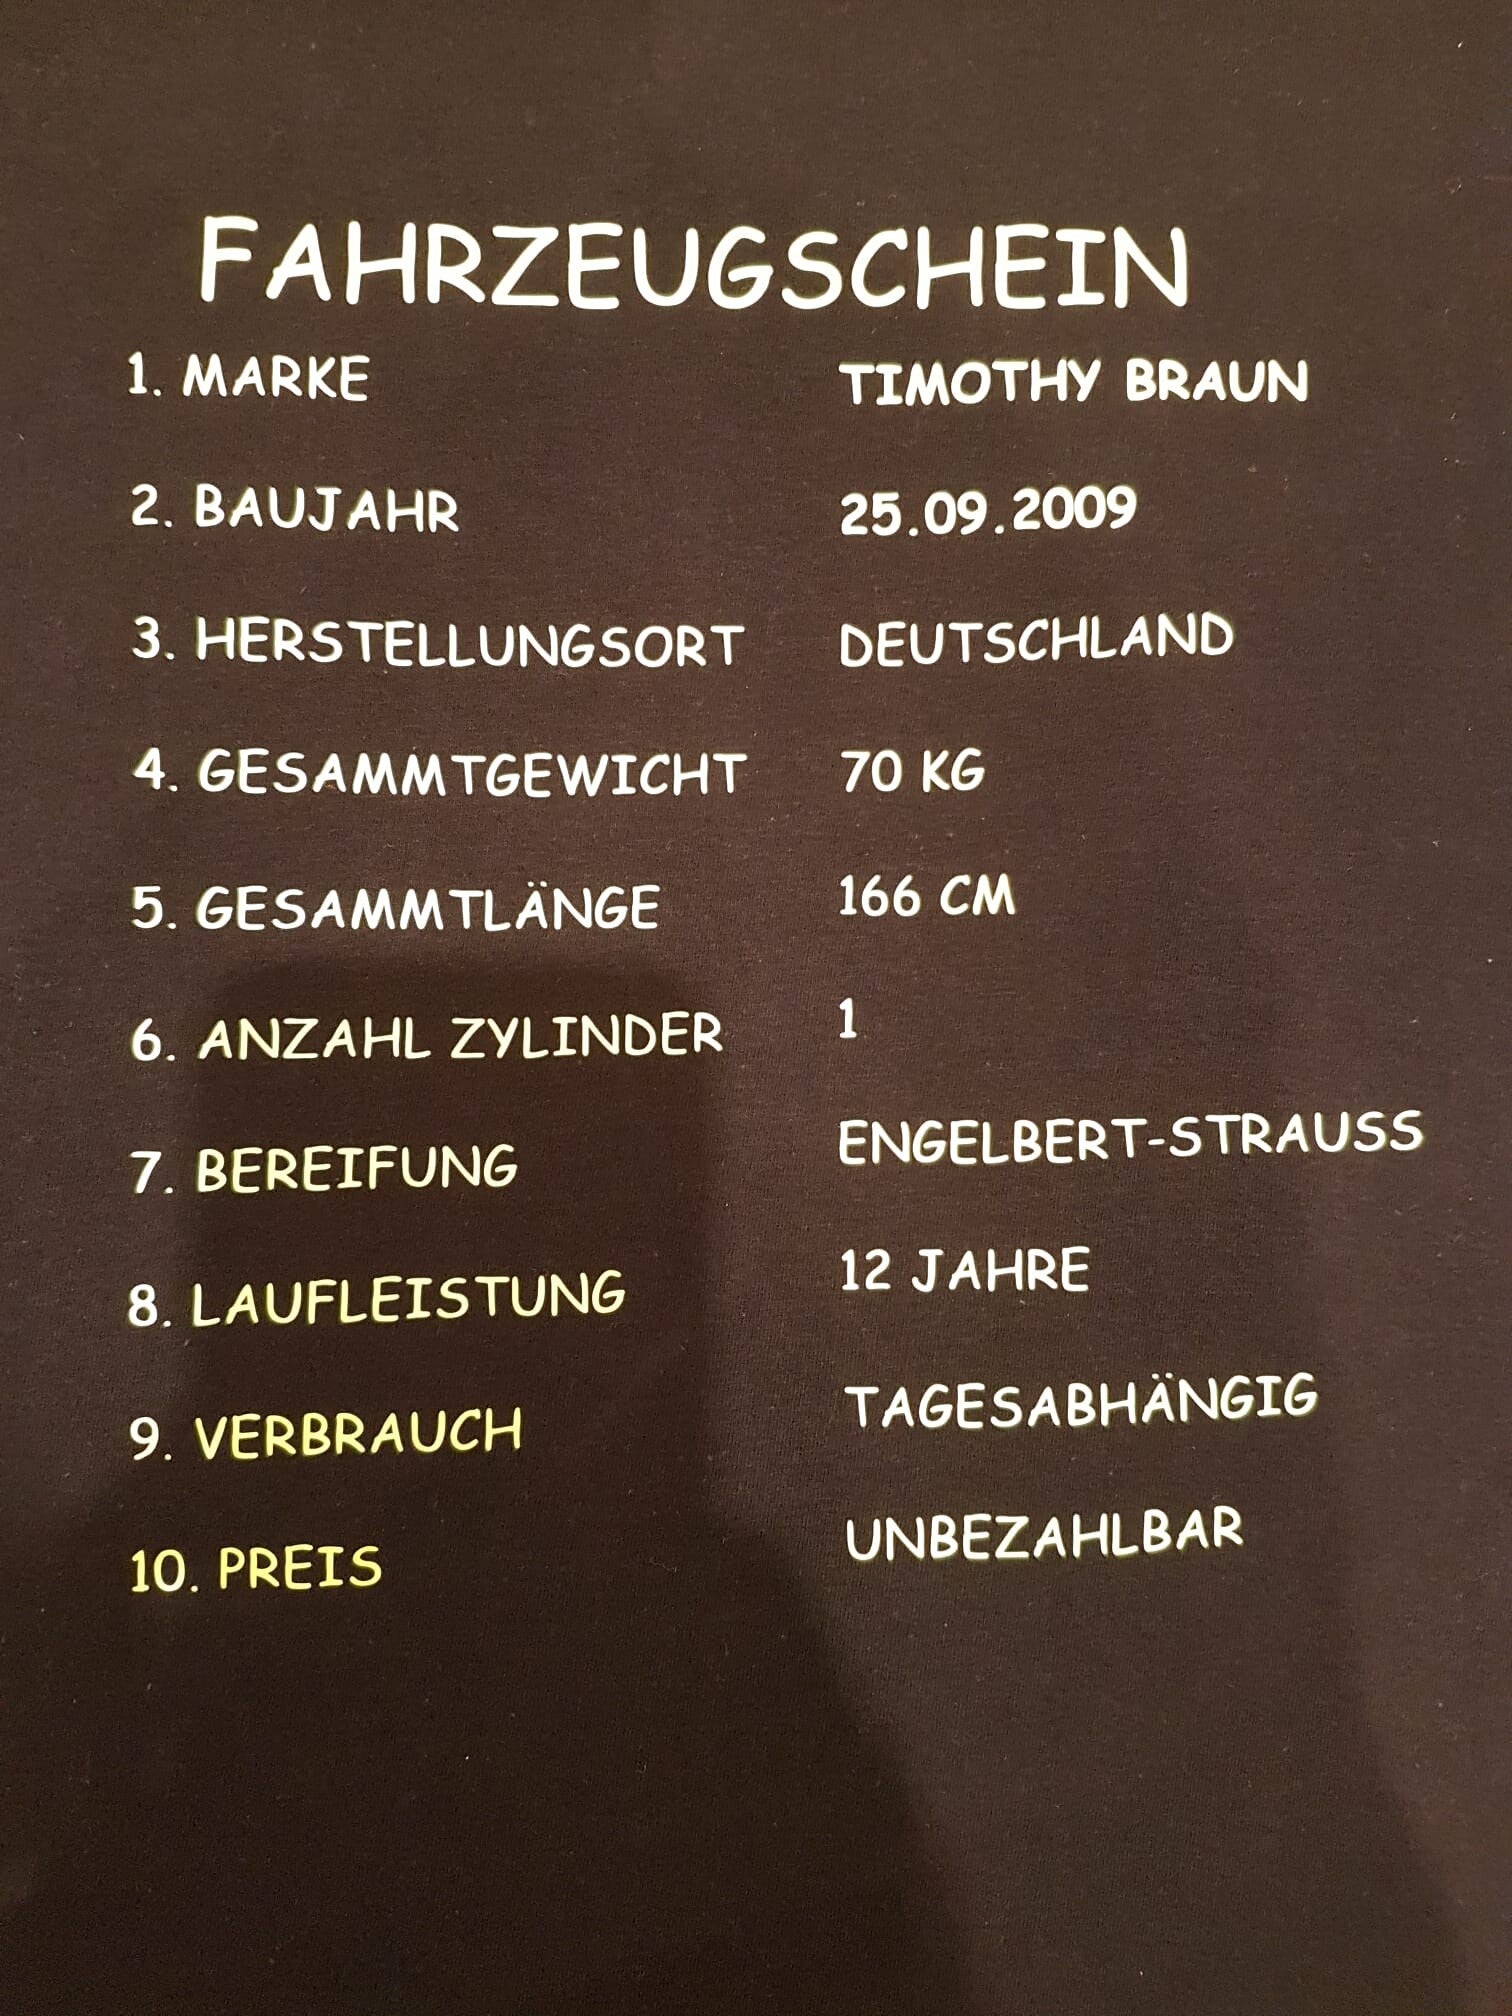 FAHRZEUGSCHEIN
1. MARKE TIMOTHY BRAUN
2. BAUJAHR 25.09.2009
3. HERSTELLUNGSORT DEUTSCHLAND
4. GESAMMTGEWICHT 70 KG
5. GESAMMTLÄNGE 166 CM
6. ANZAHL ZYLINDER 1
7. BEREIFUNG ENGELBERT-STRAUSS
8. LAUFLEISTUNG 12 JAHRE
9. VERBRAUCH TAGESABHÄNGIG
10. PREIS UNBEZAHLBAR